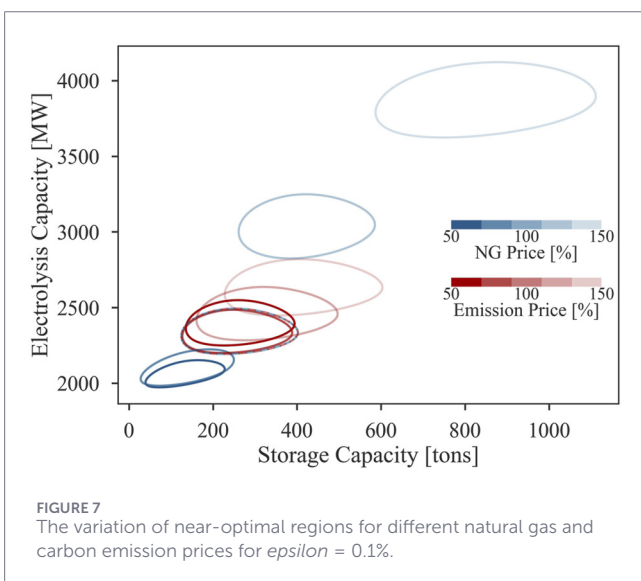 4000
3500
3000
2500
2000
Electrolysis Capacity [MW]
50 100 150
NG Price [%]
50 100 150
Emission Price [%]
0 200 400 600 800 1000
Storage Capacity [tons]
FIGURE 7
The variation of near-optimal regions for different natural gas and
carbon emission prices for epsilon = 0.1%.